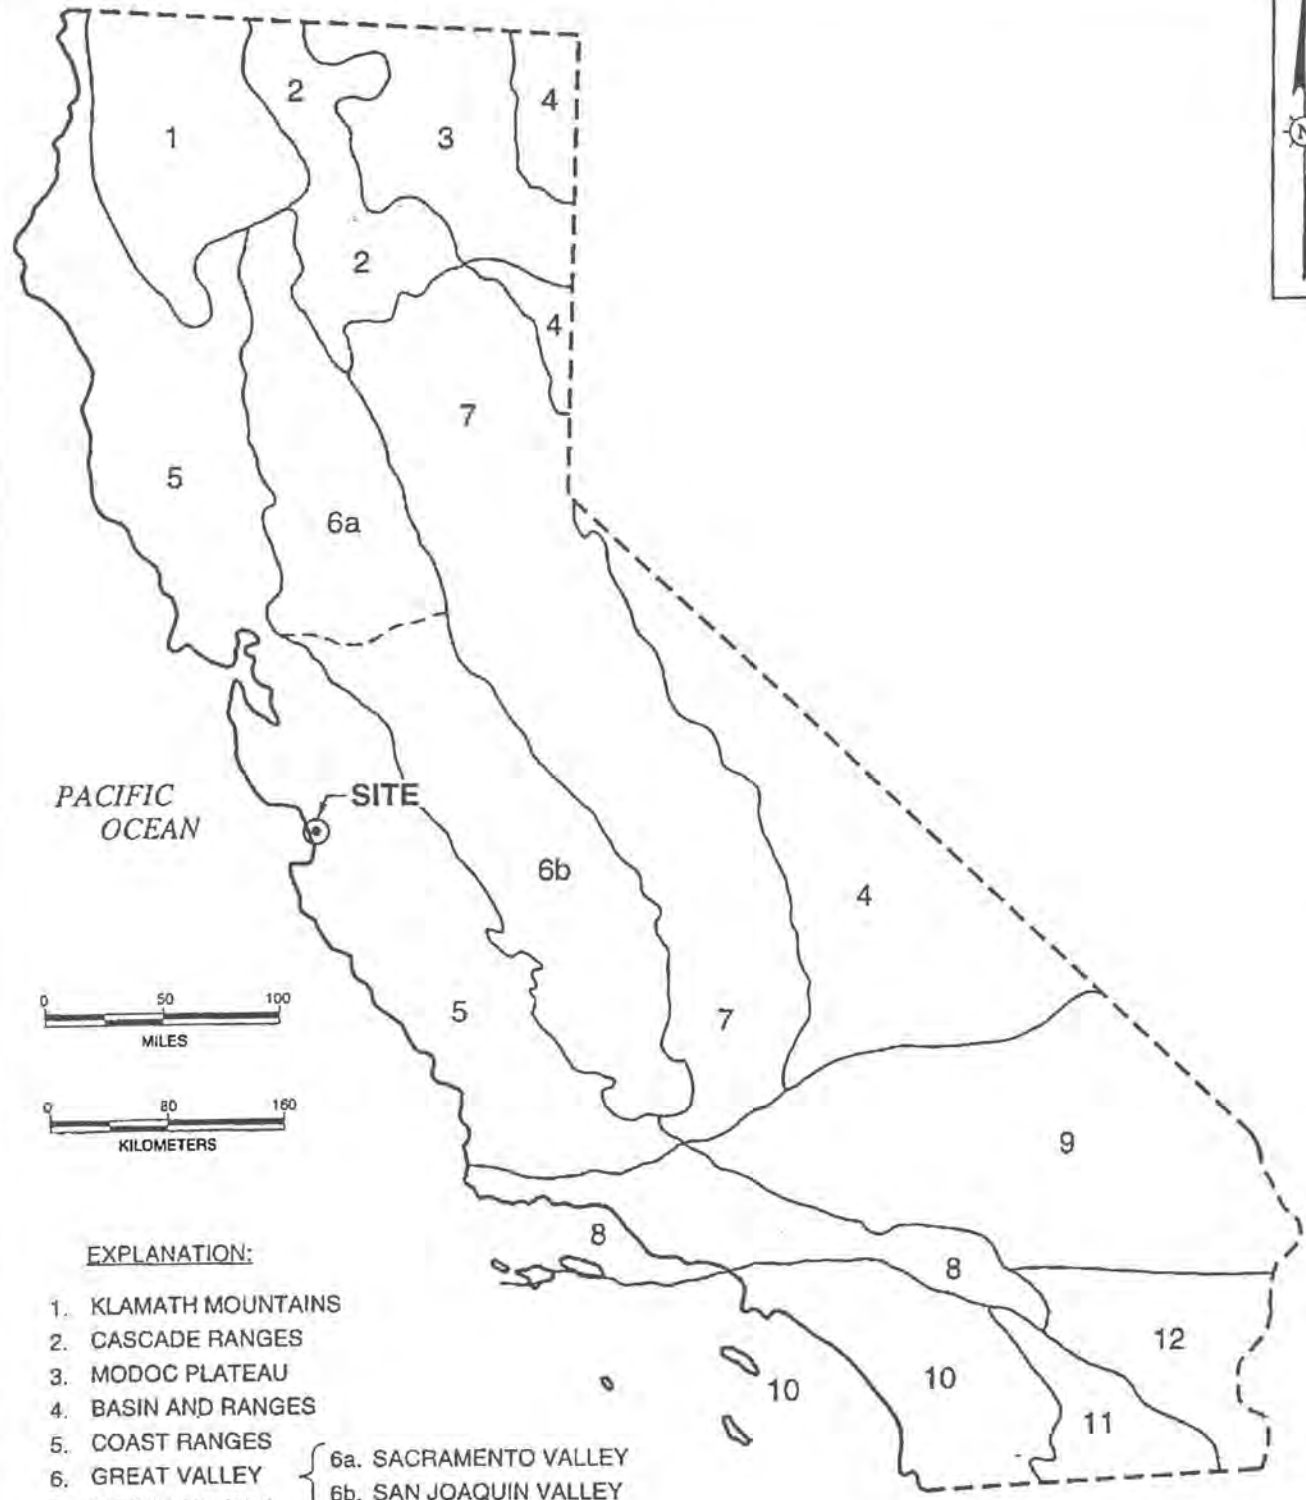 2
4
1
3
2
4
7
5
6a
PACIFIC
OCEAN
SITE
6b
4
0 50 100
MILES
5
7
0 80 160
KILOMETERS
9
8
8
12
10
10
11
N
EXPLANATION:
1. KLAMATH MOUNTAINS
2. CASCADE RANGES
3. MODOC PLATEAU
4. BASIN AND RANGES
5. COAST RANGES
6. GREAT VALLEY
6a. SACRAMENTO VALLEY
6b. SAN JOAQUIN VALLEY